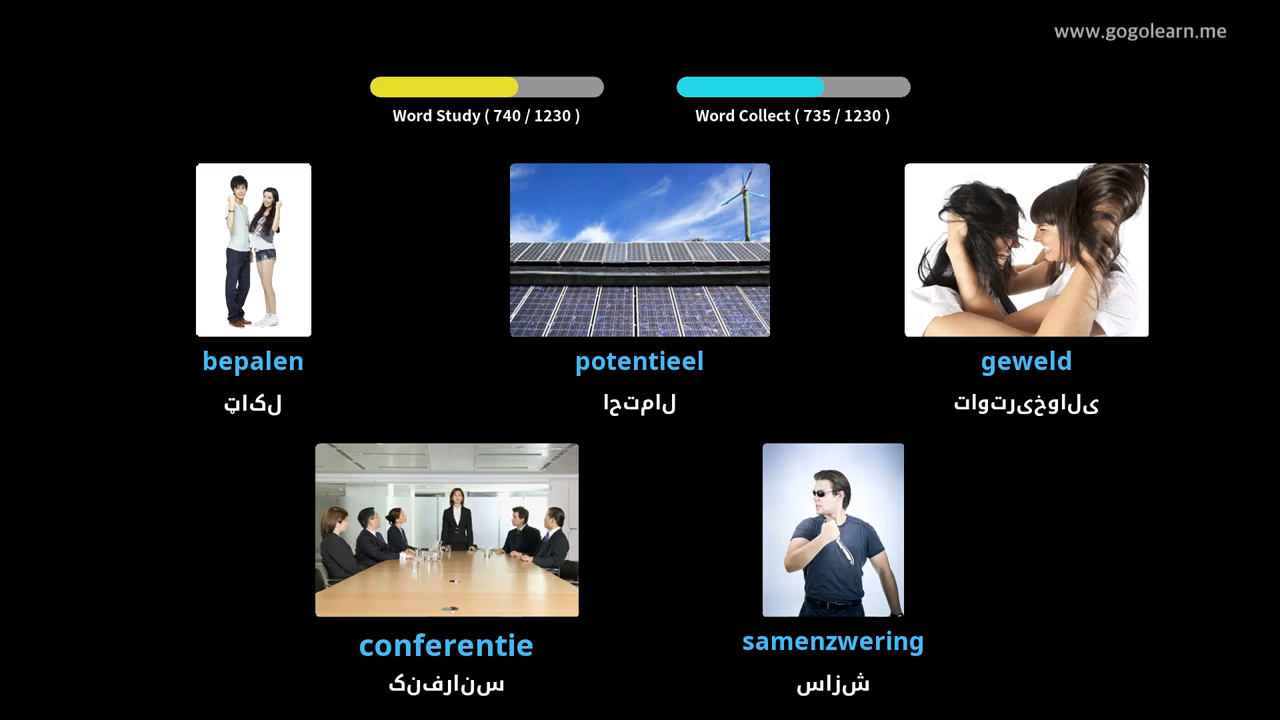 www.gogolearn.me
Word Study ( 740 / 1230 )
Word Collect ( 735 / 1230 )
bepalen
ټاکل
potentieel
احتمال
geweld
تاوتریخوالی
conferentie
کنفرانس
samenzwering
سازش